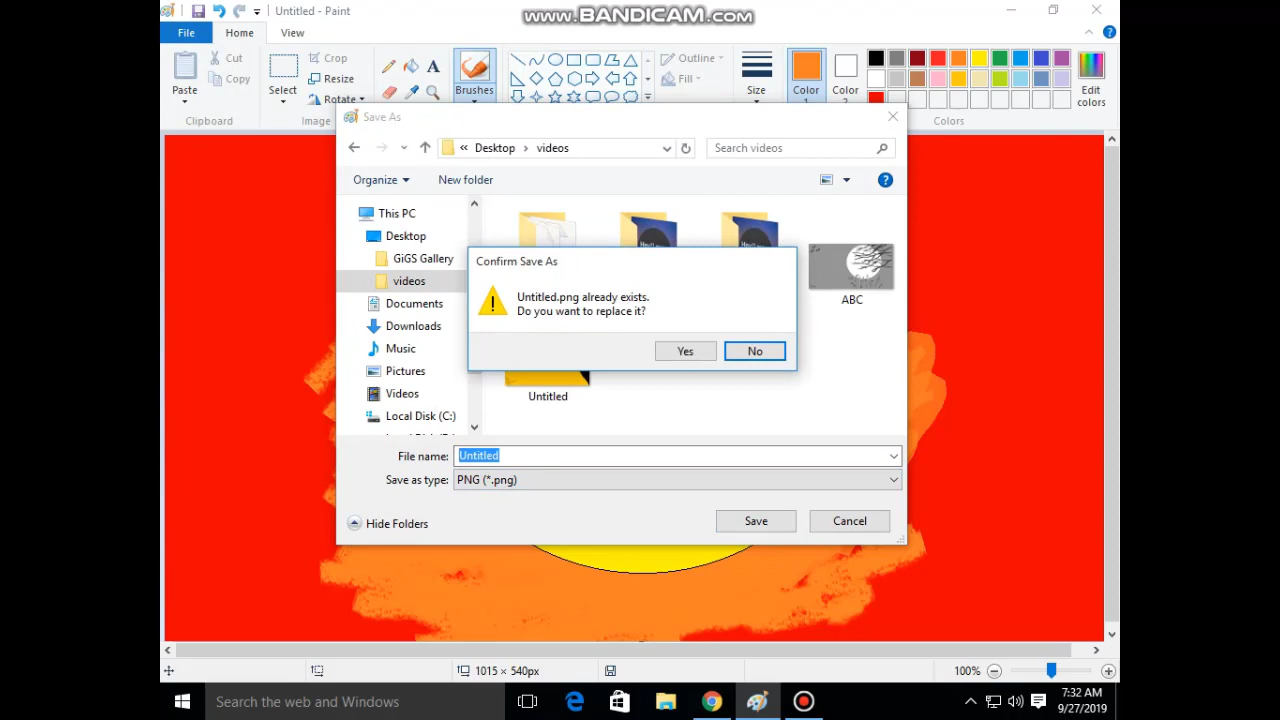 Untitled - Paint
www.BANDICAM.com
File
Home
View
Paste
Cut
Copy
Clipboard
Select
Crop
Resize
Rotate
Image
Brushes
Outline
Fill
Size
Color
1
Color
2
Edit
colors
Colors
Save As
« Desktop › videos
Search videos
Organize
New folder
This PC
Desktop
GiGS Gallery
videos
Documents
Downloads
Music
Pictures
Videos
Local Disk (C:)
ABC
Untitled
Confirm Save As
Untitled.png already exists.
Do you want to replace it?
Yes
No
File name:
Untitled
Save as type:
PNG (*.png)
Hide Folders
Save
Cancel
1015 × 540px
100%
Search the web and Windows
7:32 AM
9/27/2019